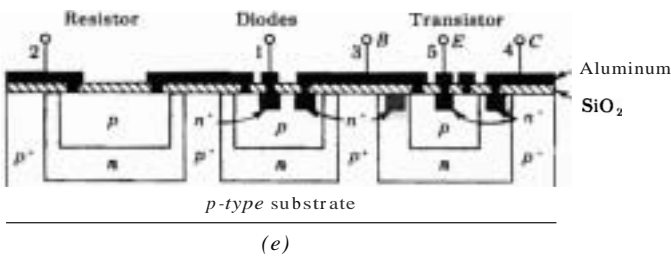 Resistor Diodes Transistor
2 1 3 B 5 E 4 C
Aluminum
SiO₂
p n⁺ p n⁺ p n⁺
p⁺ n p⁺ n p⁺ n p⁺
p-type substrate
(e)